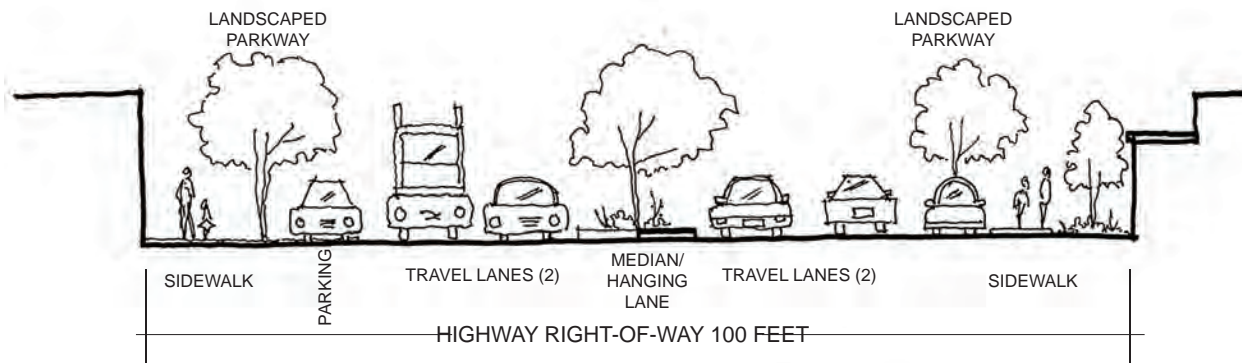 LANDSCAPED
PARKWAY
LANDSCAPED
PARKWAY
SIDEWALK
PARKING
TRAVEL LANES (2)
MEDIAN/
HANGING
LANE
TRAVEL LANES (2)
SIDEWALK
HIGHWAY RIGHT-OF-WAY 100 FEET